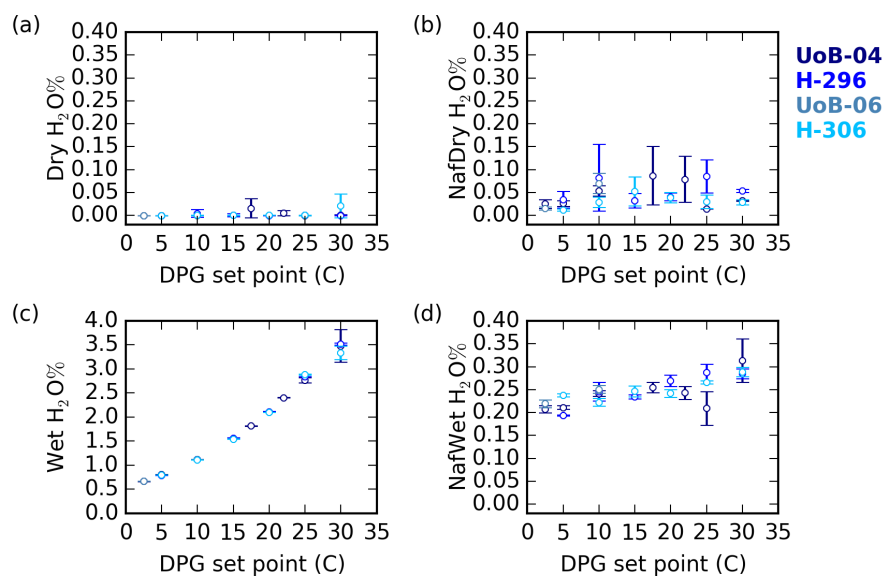 (a)
0.40
0.35
0.30
0.25
0.20
0.15
0.10
0.05
0.00
Dry H₂O%
0 5 10 15 20 25 30 35
DPG set point (C)
(b)
0.40
0.35
0.30
0.25
0.20
0.15
0.10
0.05
0.00
NafDry H₂O%
0 5 10 15 20 25 30 35
DPG set point (C)
UoB-04
H-296
UoB-06
H-306
(c)
4.0
3.5
3.0
2.5
2.0
1.5
1.0
0.5
0.0
Wet H₂O%
0 5 10 15 20 25 30 35
DPG set point (C)
(d)
0.40
0.35
0.30
0.25
0.20
0.15
0.10
0.05
0.00
NafWet H₂O%
0 5 10 15 20 25 30 35
DPG set point (C)